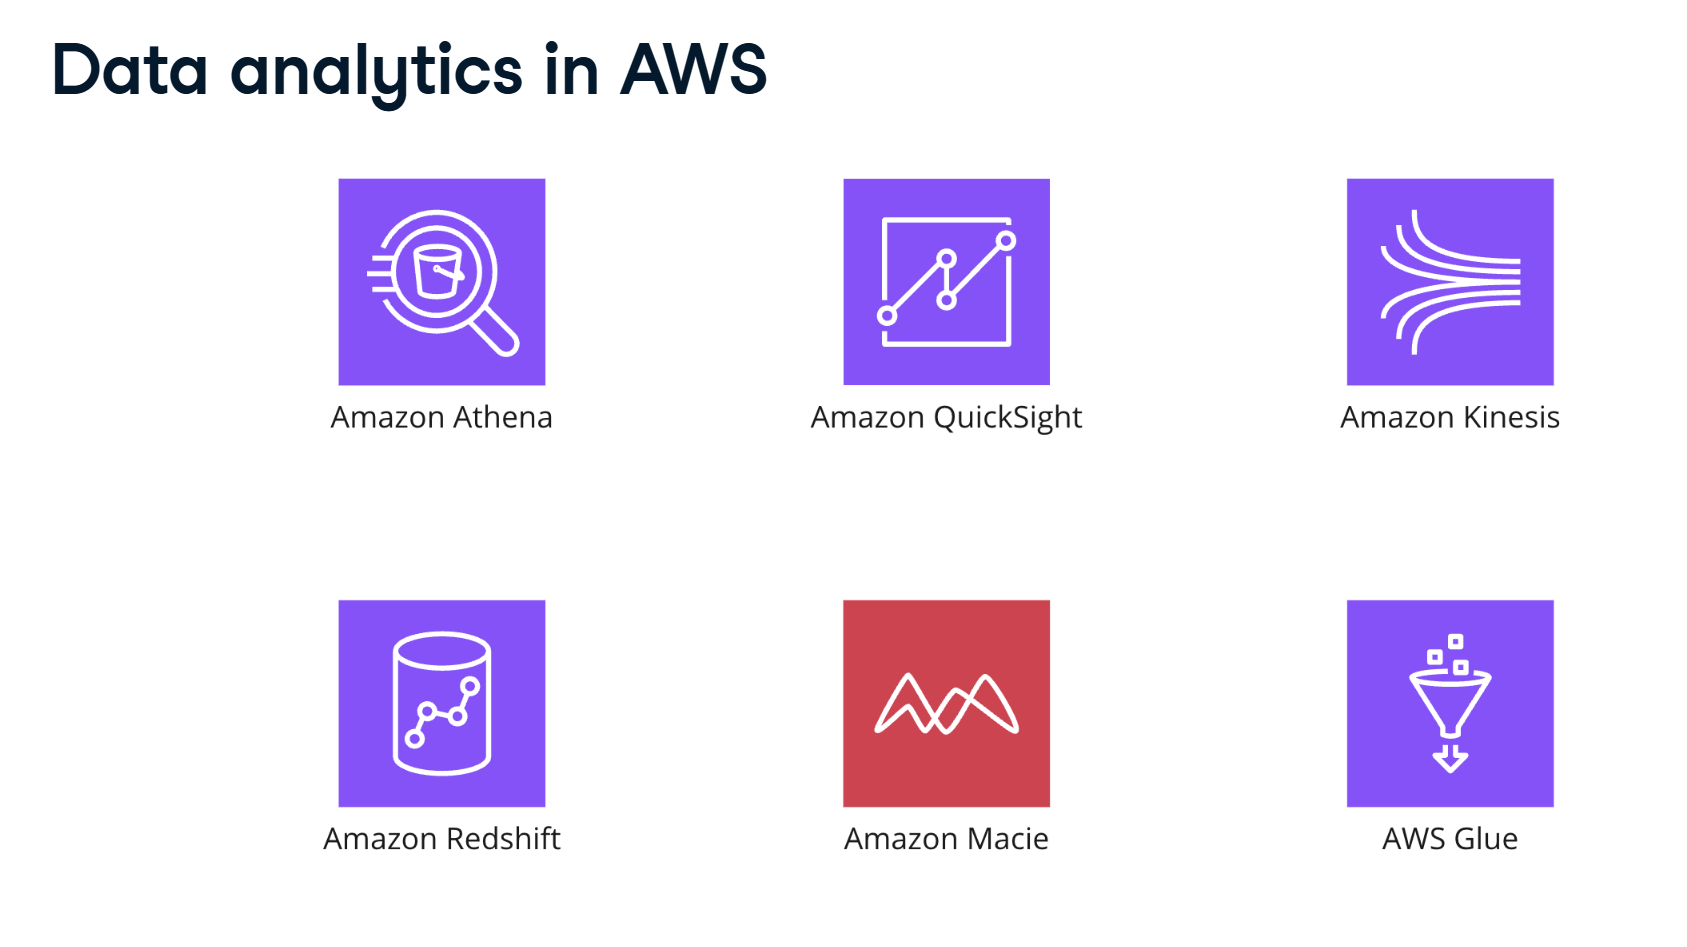 Data analytics in AWS
Amazon Athena
Amazon QuickSight
Amazon Kinesis
Amazon Redshift
Amazon Macie
AWS Glue